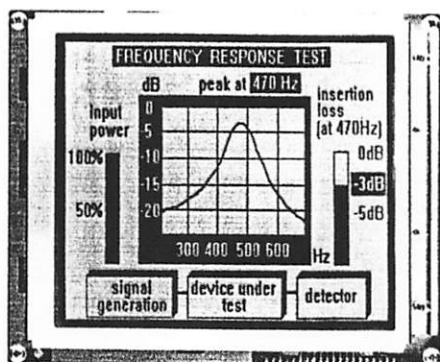 FREQUENCY RESPONSE TEST
dB
peak at 470 Hz
Input
power
100%
50%
0
-5
-10
-15
-20
300 400 500 600
Hz
insertion
loss
(at 470Hz)
0dB
-3dB
-5dB
signal
generation
device under
test
detector